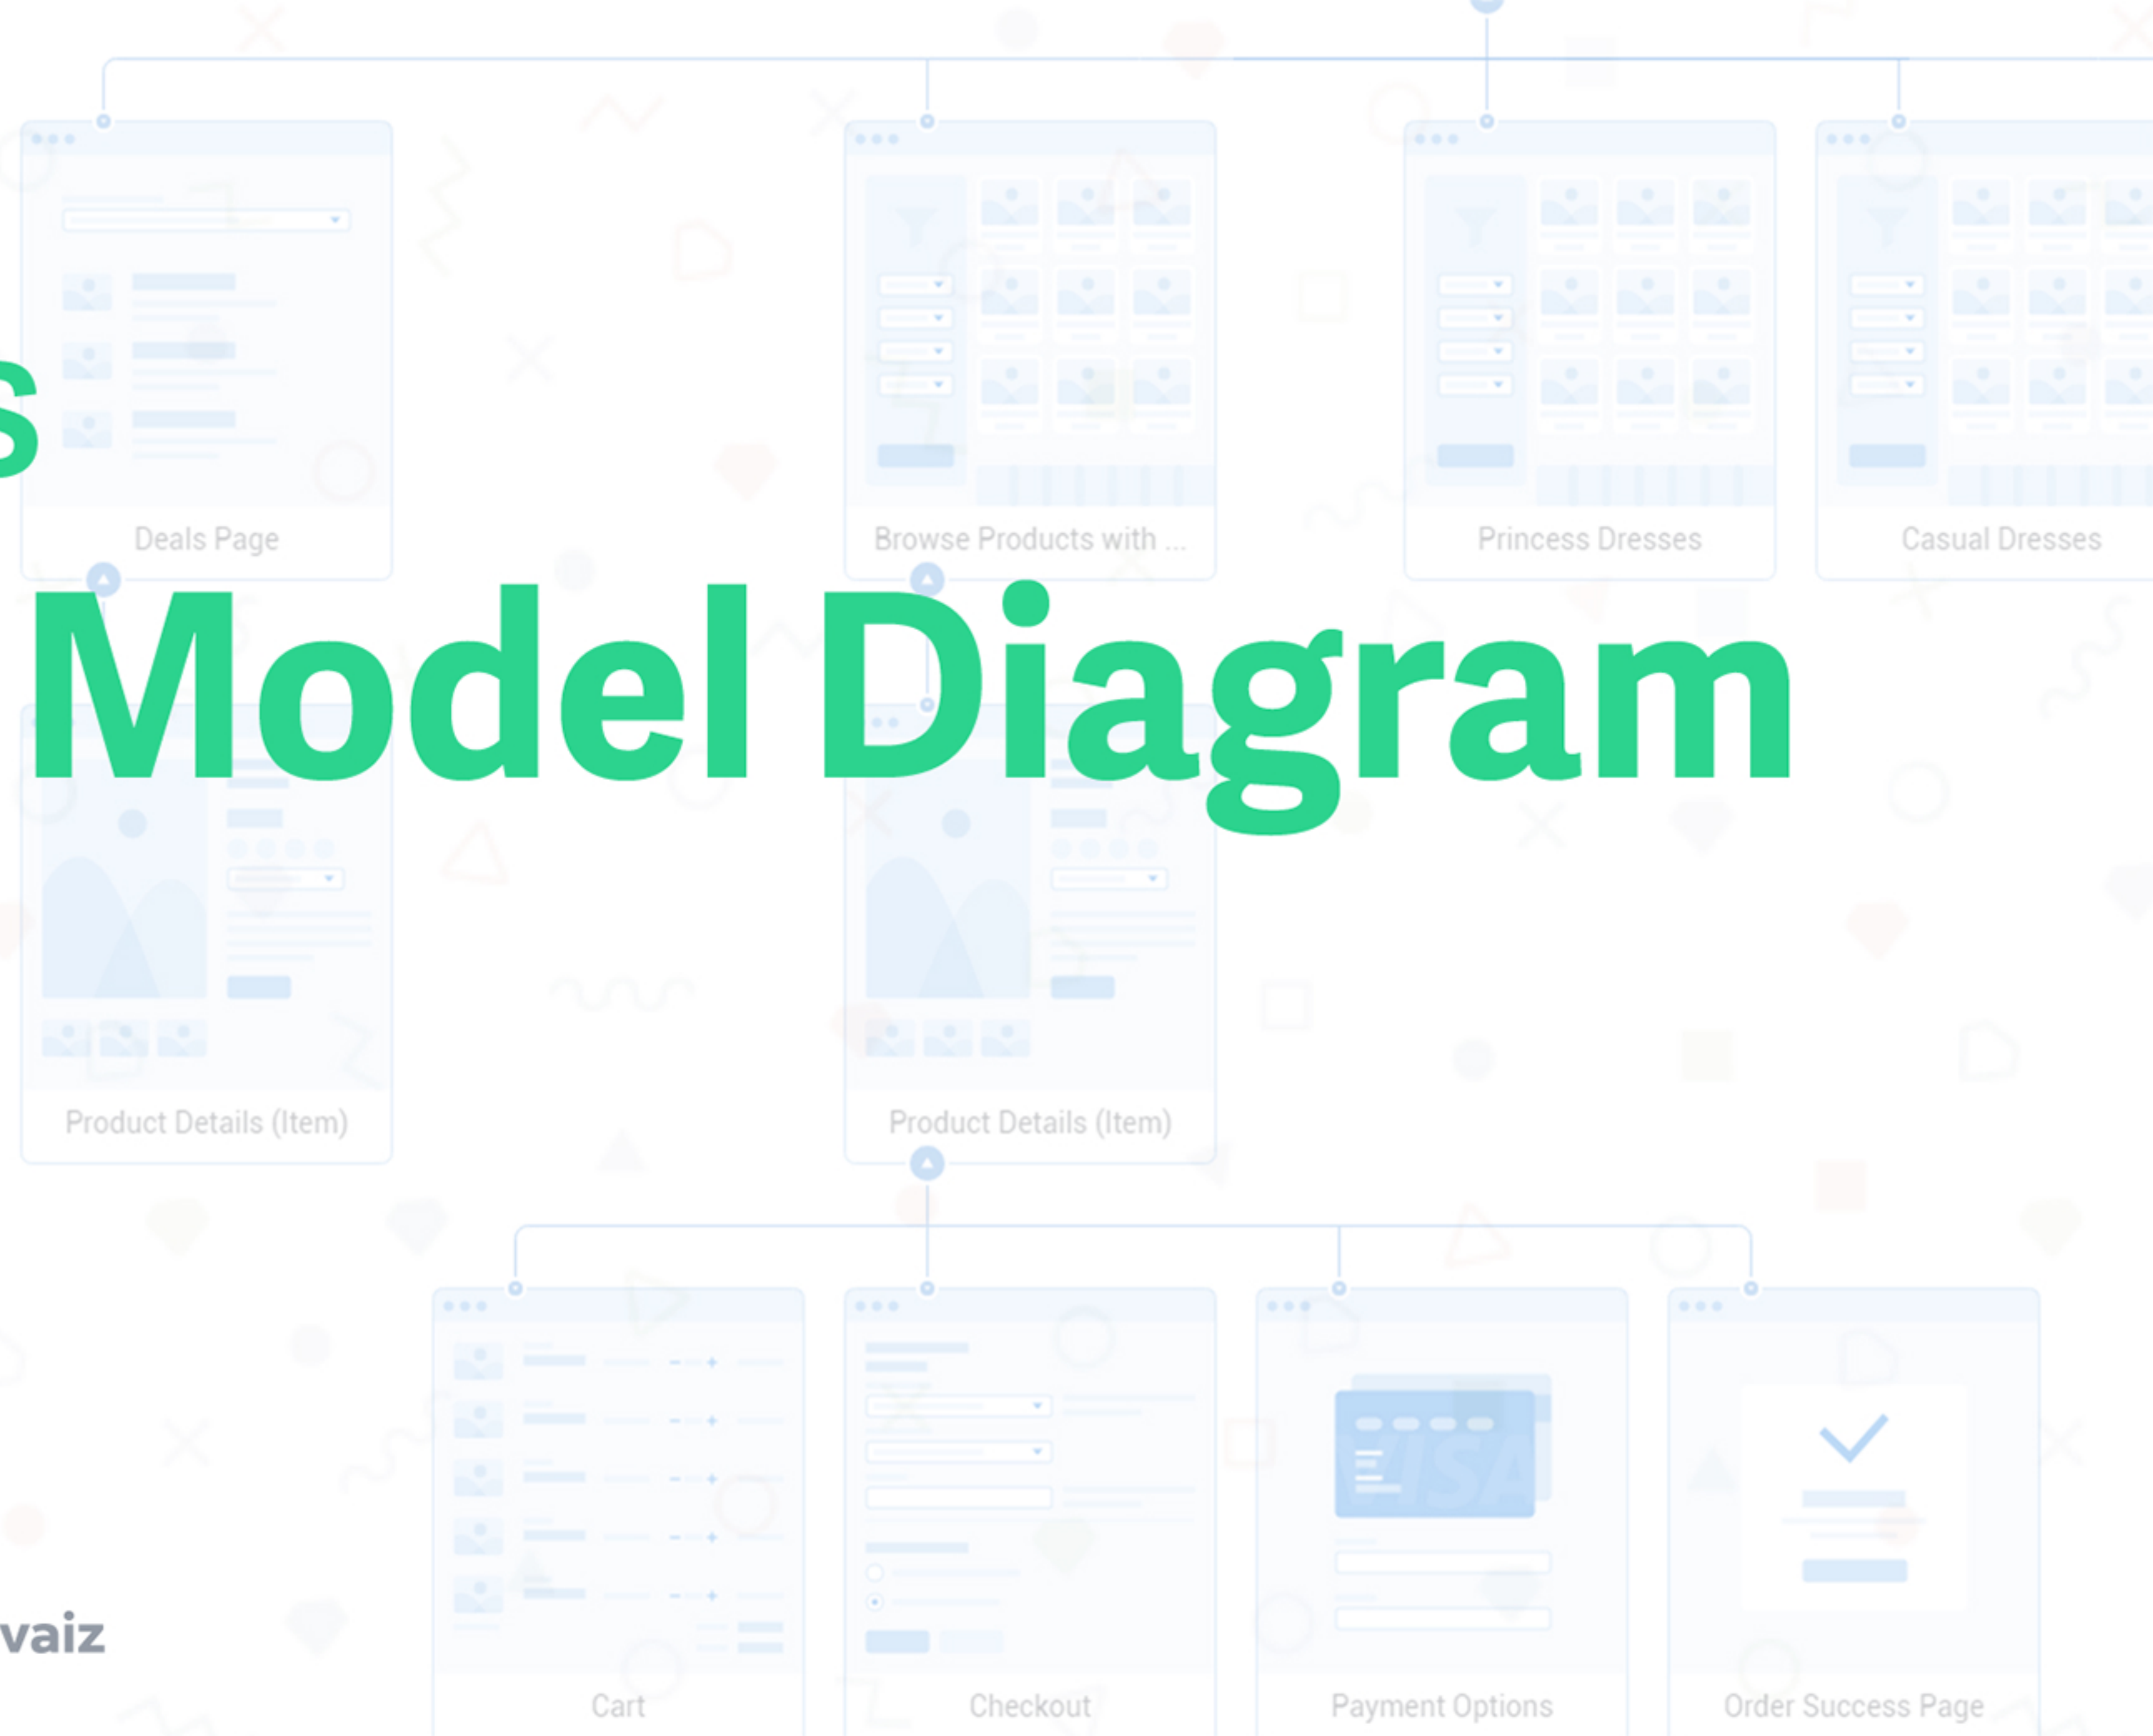 s
Deals Page
Browse Products with ...
Princess Dresses
Casual Dresses
Model Diagram
Product Details (Item)
Product Details (Item)
VISA
vaiz
Cart
Checkout
Payment Options
Order Success Page